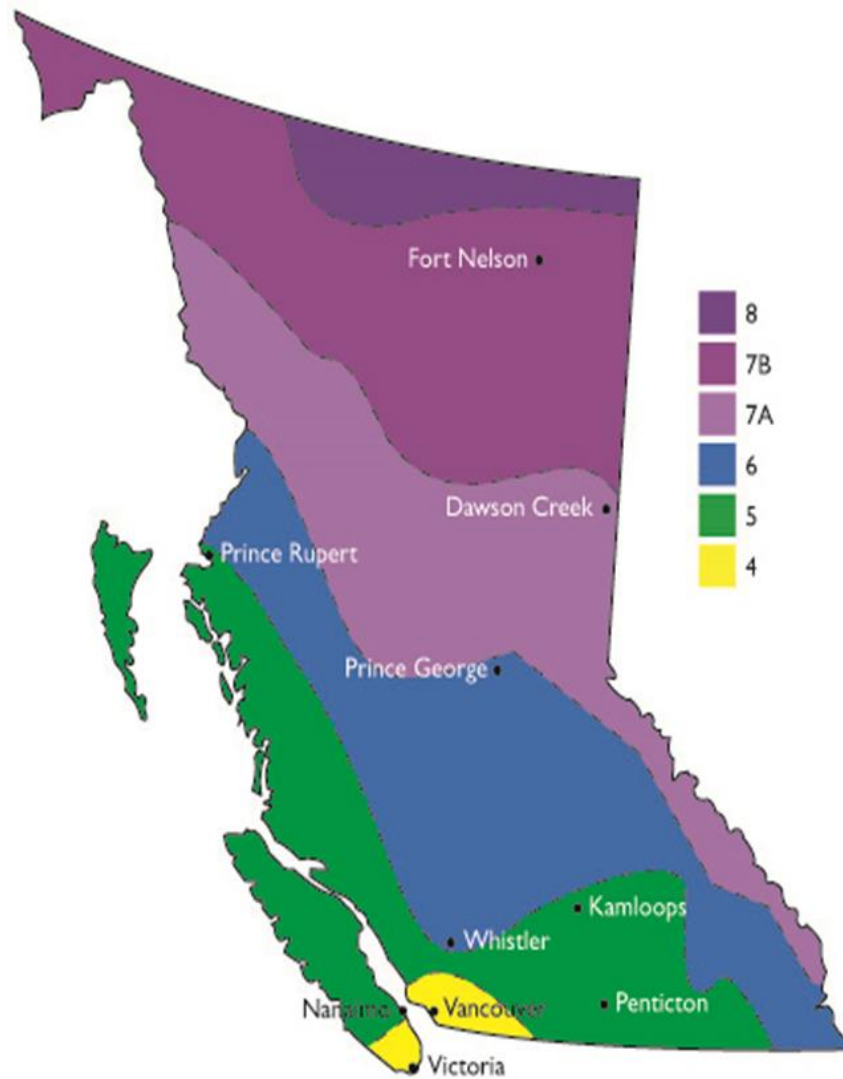 Fort Nelson
8
7B
7A
6
Dawson Creek
5
Prince Rupert
4
Prince George
Kamloops
Whistler
Penticton
Nanaimo
Vancouver
Victoria